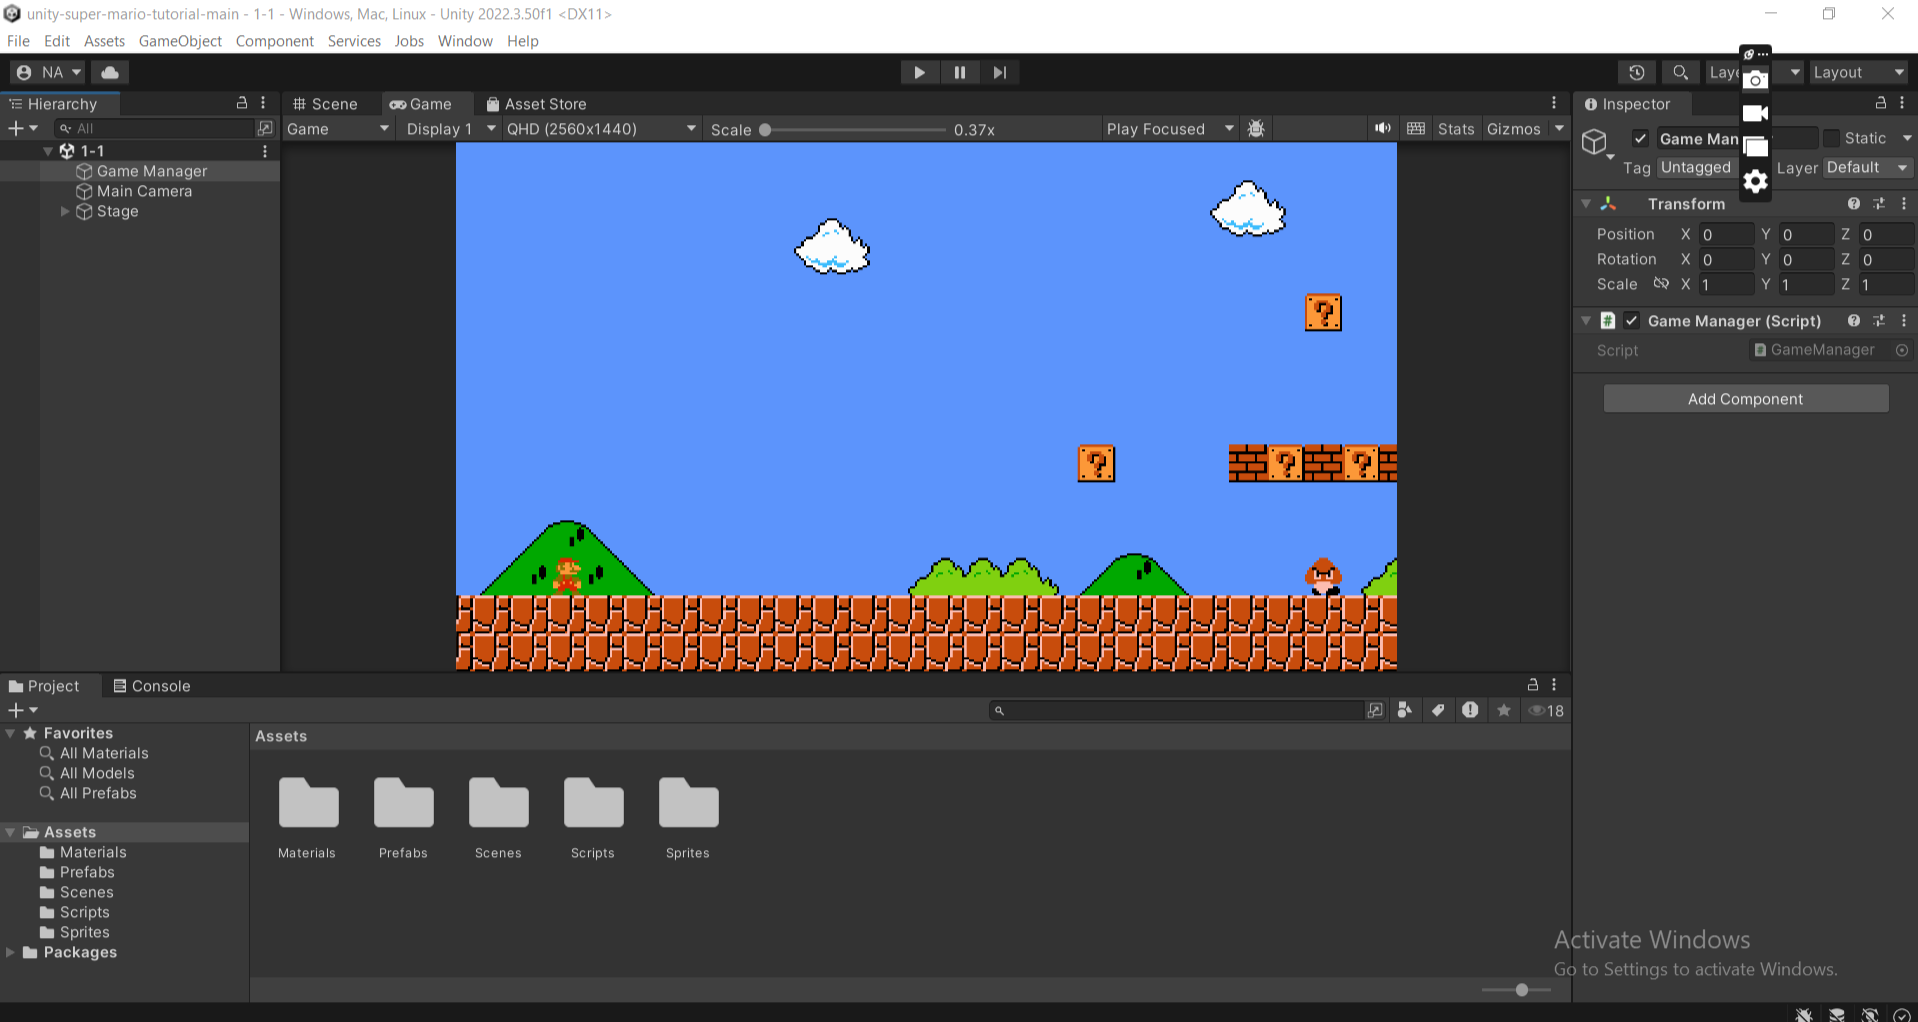 unity-super-mario-tutorial-main - 1-1 - Windows, Mac, Linux - Unity 2022.3.50f1 <DX11>
File Edit Assets GameObject Component Services Jobs Window Help
NA Layout
Hierarchy Scene Game Asset Store Inspector
All Game Display 1 QHD (2560x1440) Scale 0.37x Play Focused Stats Gizmos
Game Man Static
Tag Untagged Layer Default
1-1
Game Manager
Main Camera
Stage
Transform
Position X 0 Y 0 Z 0
Rotation X 0 Y 0 Z 0
Scale X 1 Y 1 Z 1
Game Manager (Script)
Script GameManager
Add Component
Project Console
18
Favorites
All Materials
All Models
All Prefabs
Assets
Materials
Prefabs
Scenes
Scripts
Sprites
Packages
Assets
Materials Prefabs Scenes Scripts Sprites
Activate Windows
Go to Settings to activate Windows.